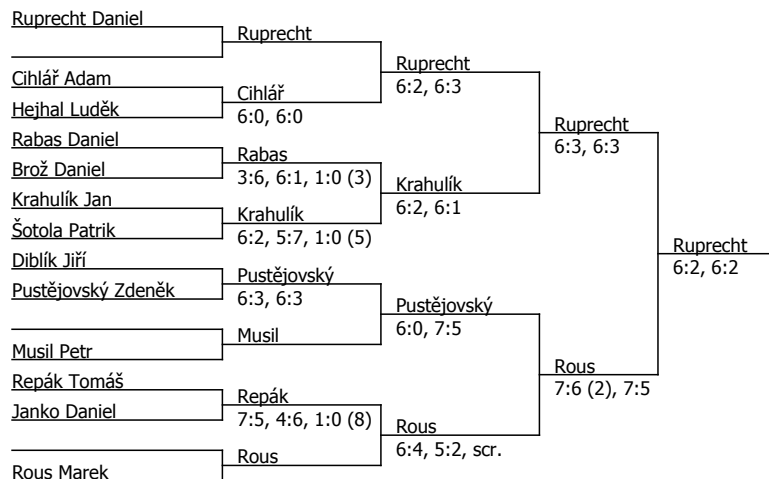 Ruprecht Daniel
Ruprecht
Ruprecht
6:2, 6:3
Cihlář Adam
Cihlář
6:0, 6:0
Hejhal Luděk
Ruprecht
6:3, 6:3
Rabas Daniel
Rabas
3:6, 6:1, 1:0 (3)
Brož Daniel
Krahulík
6:2, 6:1
Krahulík Jan
Krahulík
6:2, 5:7, 1:0 (5)
Šotola Patrik
Ruprecht
6:2, 6:2
Diblík Jiří
Pustějovský
6:3, 6:3
Pustějovský Zdeněk
Pustějovský
6:0, 7:5
Musil
Musil Petr
Rous
7:6 (2), 7:5
Repák Tomáš
Repák
7:5, 4:6, 1:0 (8)
Janko Daniel
Rous
6:4, 5:2, scr.
Rous
Rous Marek